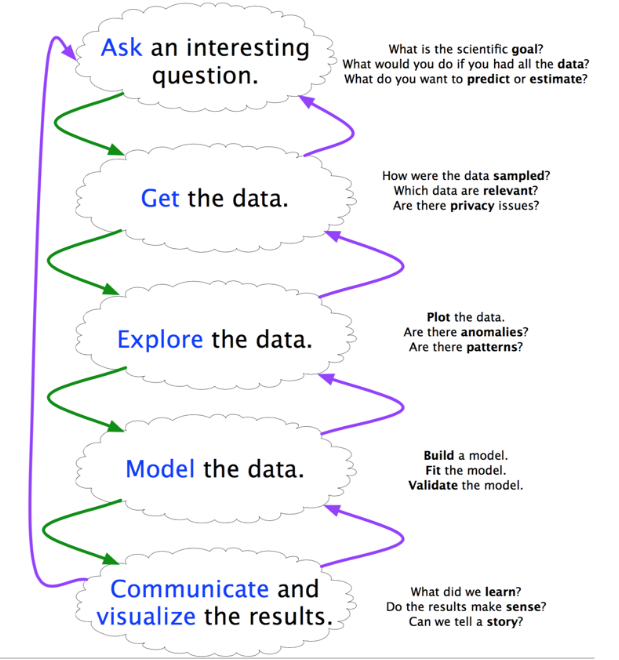 Ask an interesting
question.
What is the scientific goal?
What would you do if you had all the data?
What do you want to predict or estimate?
Get the data.
How were the data sampled?
Which data are relevant?
Are there privacy issues?
Explore the data.
Plot the data.
Are there anomalies?
Are there patterns?
Model the data.
Build a model.
Fit the model.
Validate the model.
Communicate and
visualize the results.
What did we learn?
Do the results make sense?
Can we tell a story?